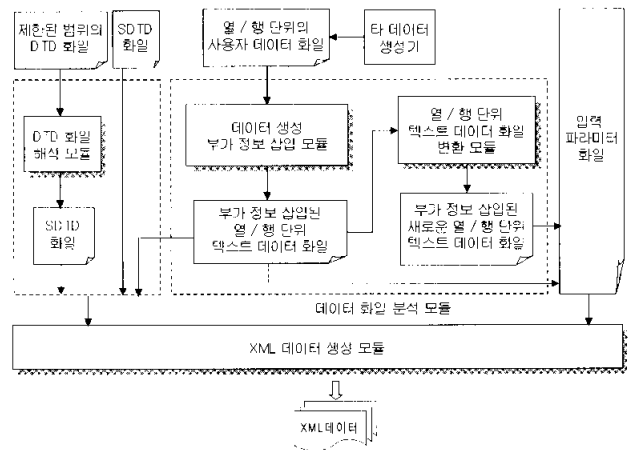 제한된 범위의
DTD 화일
SDTD
화일
열 / 행 단위의
사용자 데이터 화일
타 데이터
생성기
입력
파라미터
화일
DTD 화일
해석 모듈
데이터 생성
부가 정보 삽입 모듈
열 / 행 단위
텍스트 데이터 화일
변환 모듈
SDTD
화일
부가 정보 삽입된
열 / 행 단위
텍스트 데이터 화일
부가 정보 삽입된
새로운 열 / 행 단위
텍스트 데이터 화일
데이터 화일 분석 모듈
XML 데이터 생성 모듈
XML데이터